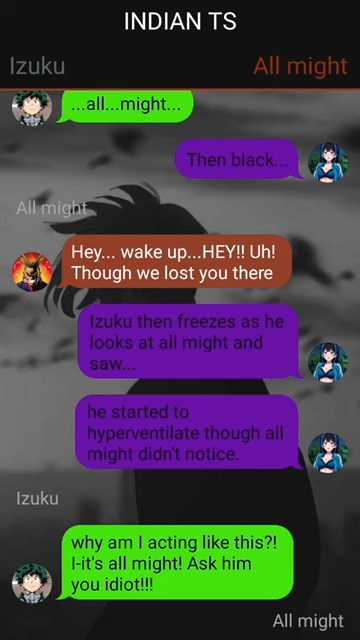 INDIAN TS
Izuku All might
...all...might...
Then black...
All might
Hey... wake up...HEY!! Uh!
Though we lost you there
Izuku then freezes as he
looks at all might and
saw...
he started to
hyperventilate though all
might didn't notice.
Izuku
why am I acting like this?!
I-it's all might! Ask him
you idiot!!!
All might